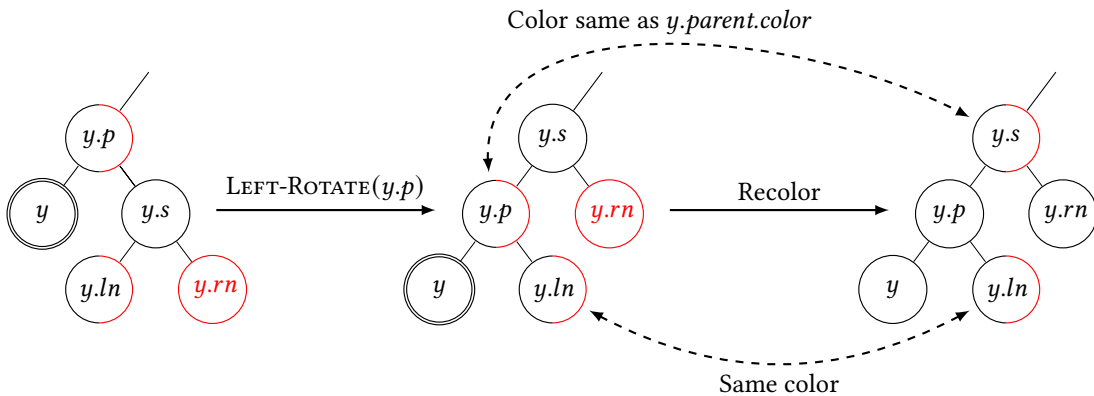 Color same as y.parent.color
y.p
y
y.s
y.ln
y.rn
LEFT-ROTATE(y.p)
y.s
y.p
y.rn
y
y.ln
Recolor
y.s
y.p
y.rn
y
y.ln
Same color